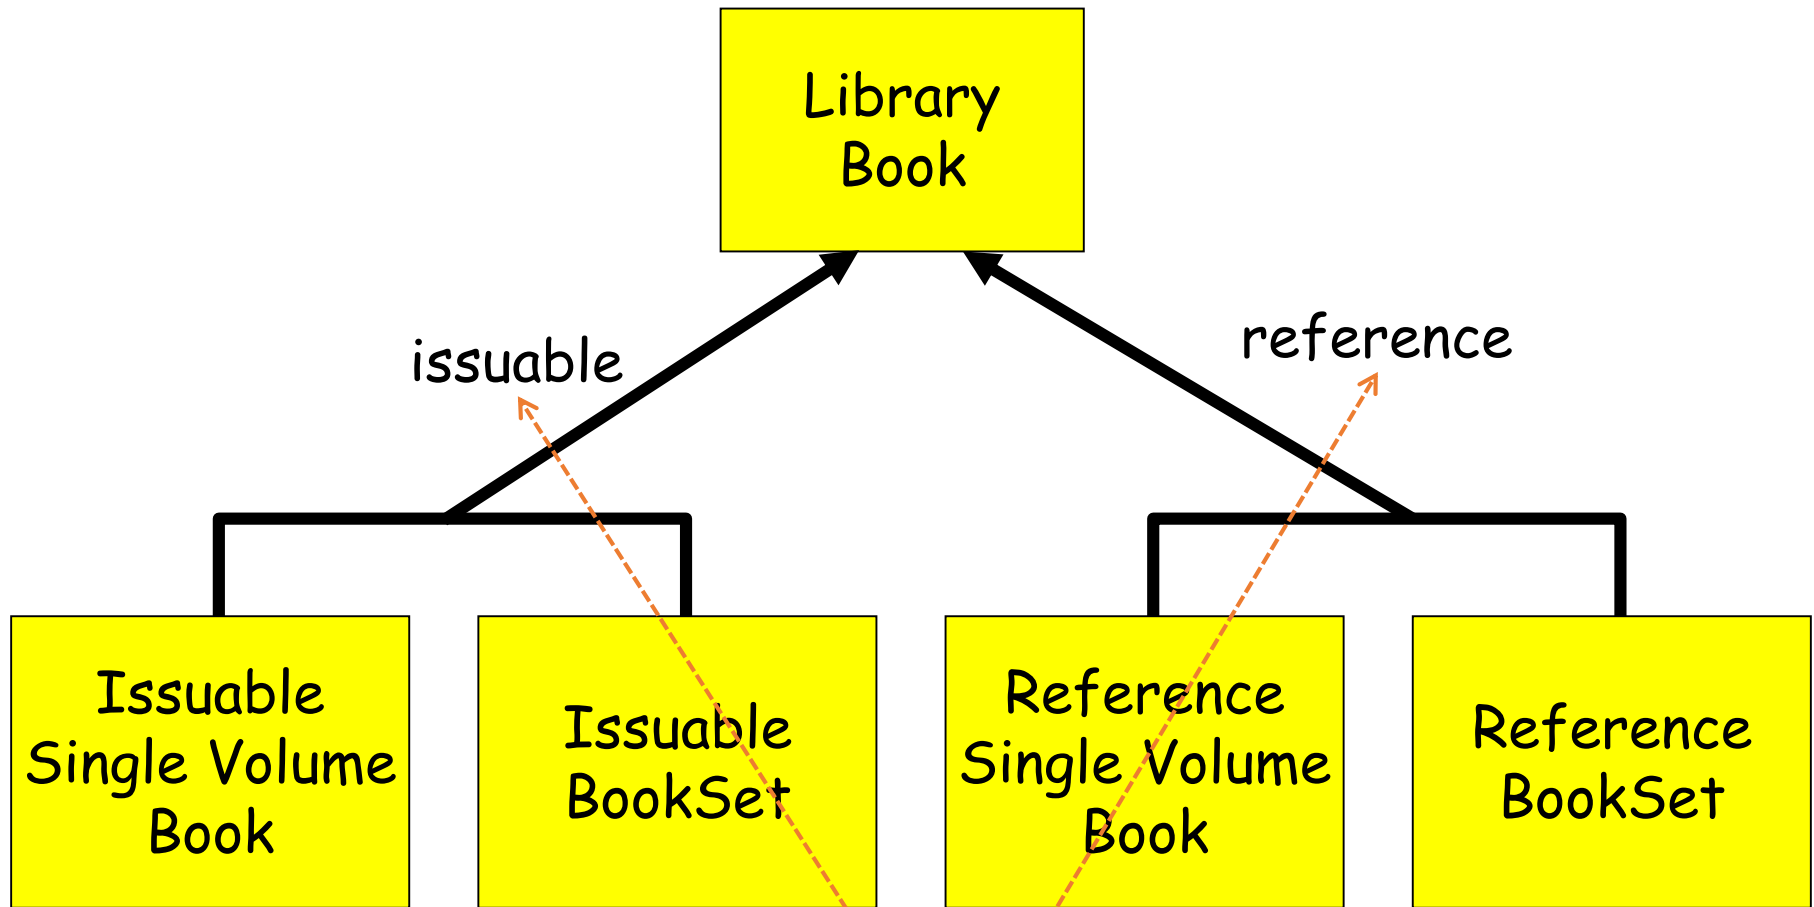 Library
Book
issuable
reference
Issuable
Single Volume
Book
Issuable
BookSet
Reference
Single Volume
Book
Reference
BookSet